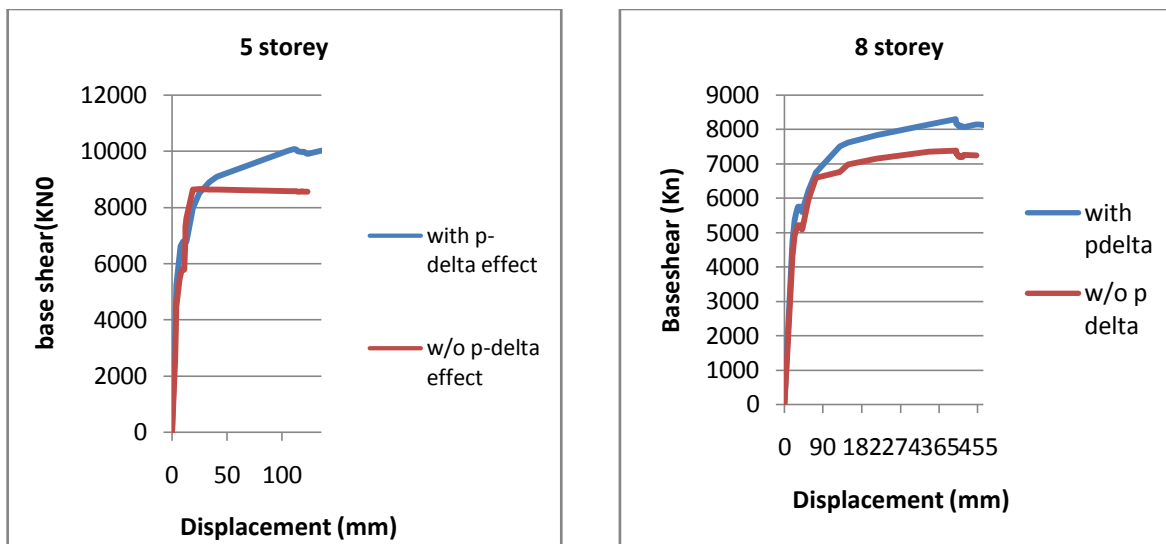 5 storey
base shear(KN0
12000
10000
8000
6000
4000
2000
0
0 50 100
Displacement (mm)
with p-
delta effect
w/o p-delta
effect
8 storey
Baseshear (Kn)
9000
8000
7000
6000
5000
4000
3000
2000
1000
0
0 90 182274365455
Displacement (mm)
with
pdelta
w/o p
delta